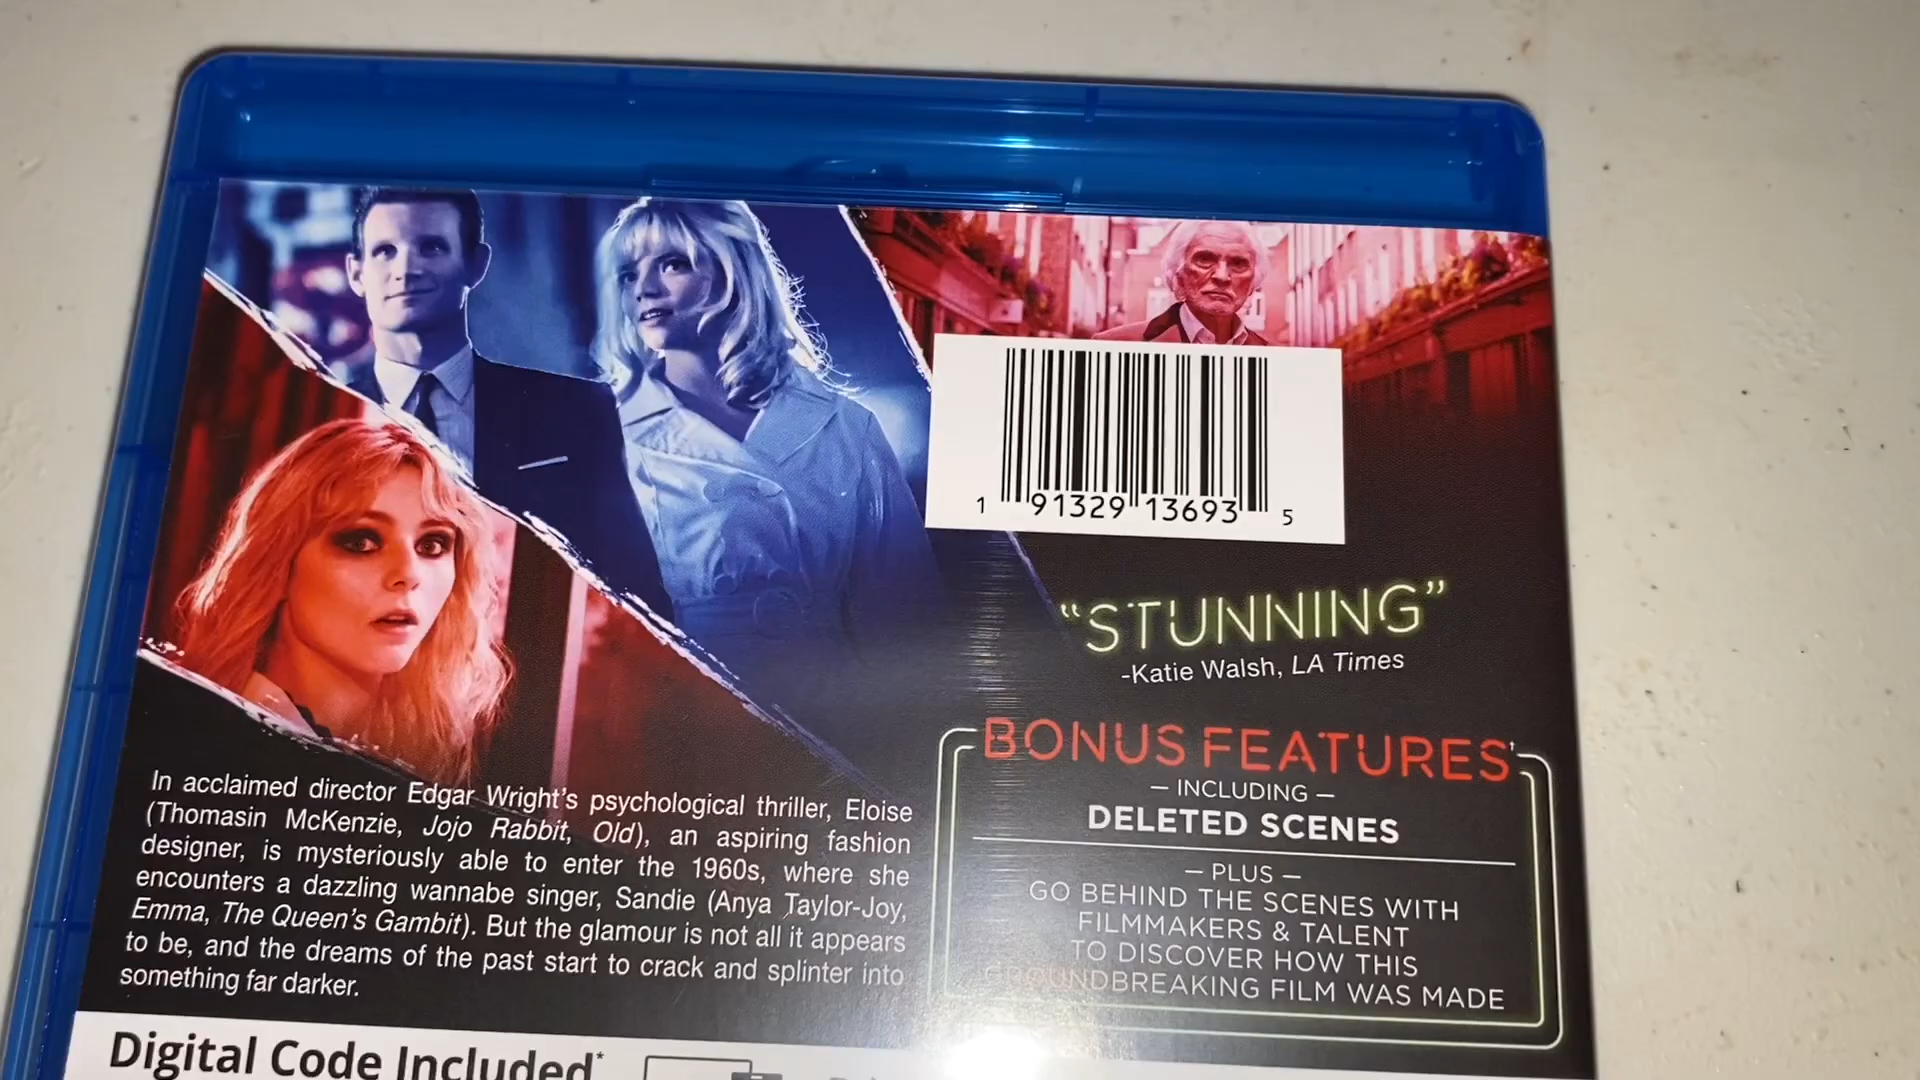 1 91329 13693 5
“STUNNING”
-Katie Walsh, LA Times
BONUS FEATURES†
— INCLUDING —
DELETED SCENES
— PLUS —
GO BEHIND THE SCENES WITH
FILMMAKERS & TALENT
TO DISCOVER HOW THIS
GROUNDBREAKING FILM WAS MADE
In acclaimed director Edgar Wright’s psychological thriller, Eloise
(Thomasin McKenzie, Jojo Rabbit, Old), an aspiring fashion
designer, is mysteriously able to enter the 1960s, where she
encounters a dazzling wannabe singer, Sandie (Anya Taylor-Joy,
Emma, The Queen’s Gambit). But the glamour is not all it appears
to be, and the dreams of the past start to crack and splinter into
something far darker.
Digital Code Included*